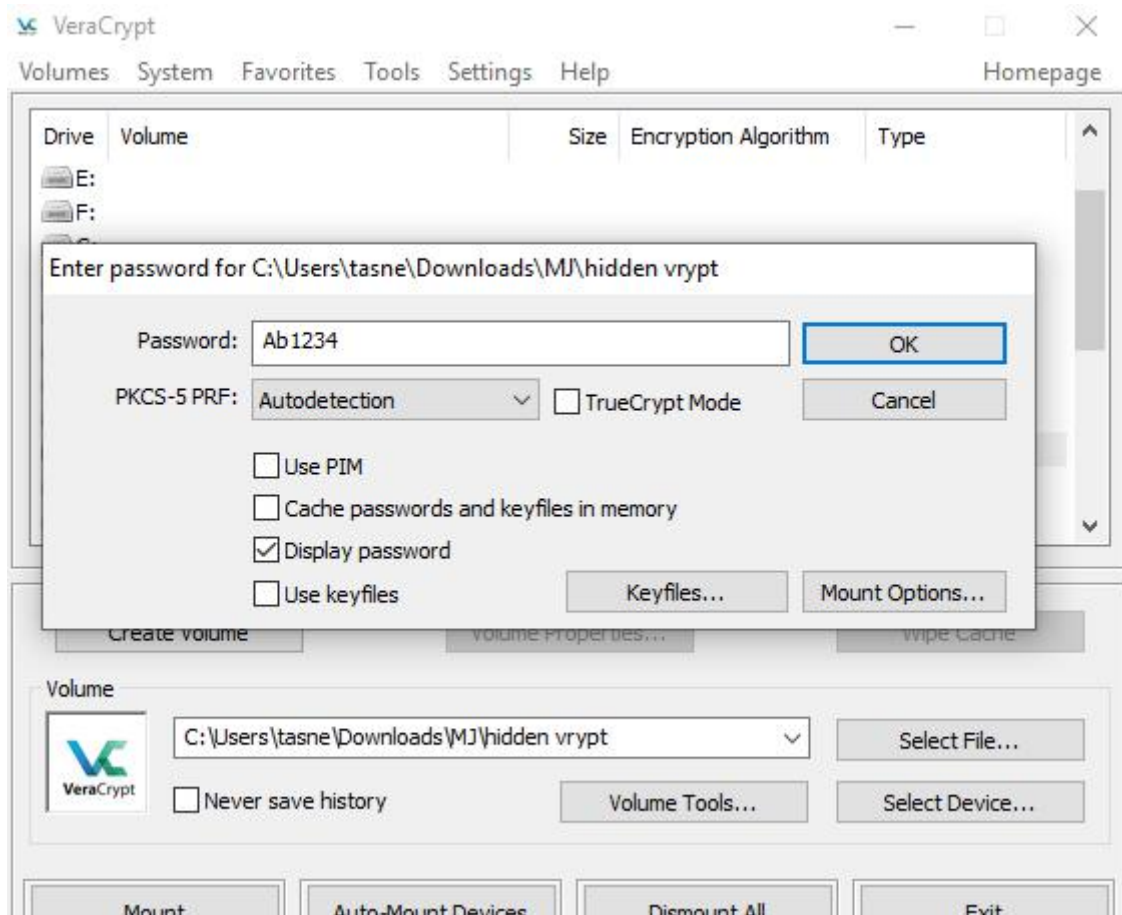 VeraCrypt
Volumes System Favorites Tools Settings Help Homepage
Drive Volume Size Encryption Algorithm Type
E:
F:
Enter password for C:\Users\tasne\Downloads\MJ\hidden vrypt
Password: Ab1234 OK
PKCS-5 PRF: Autodetection TrueCrypt Mode Cancel
Use PIM
Cache passwords and keyfiles in memory
Display password
Use keyfiles Keyfiles... Mount Options...
Create Volume Volume Properties... Wipe Cache
Volume
C:\Users\tasne\Downloads\MJ\hidden vrypt Select File...
VeraCrypt
Never save history Volume Tools... Select Device...
Mount Auto-Mount Devices Dismount All Exit